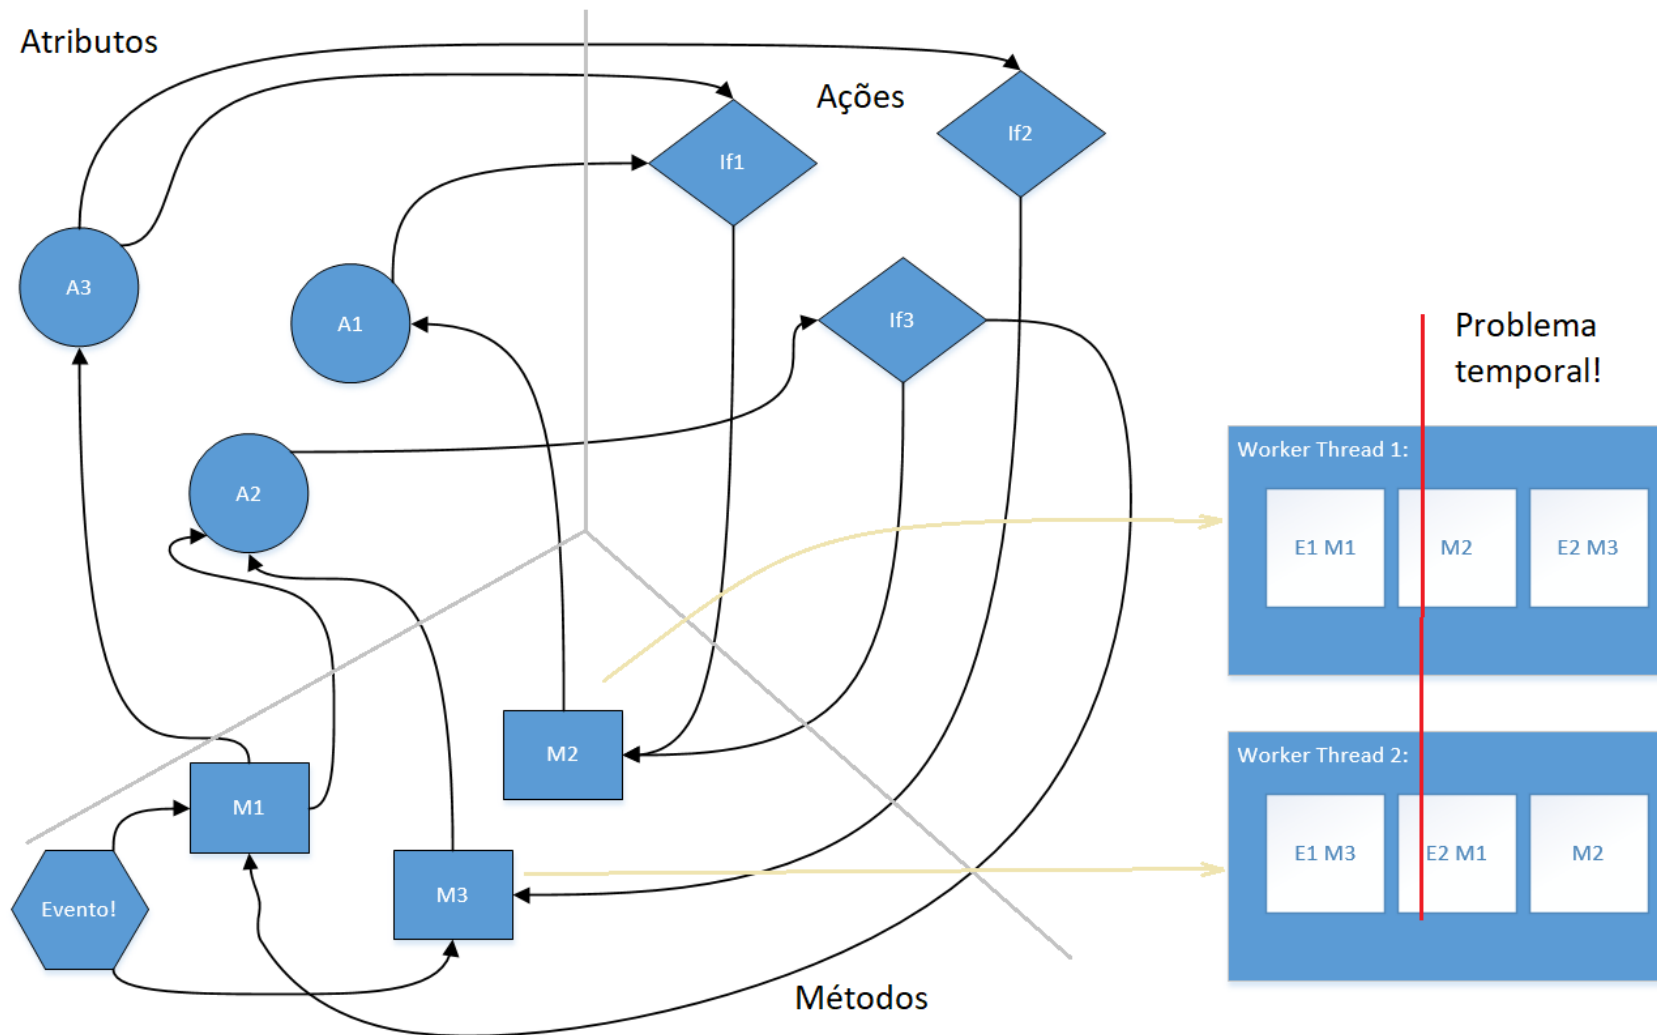 Atributos
Ações
If2
If1
A3
A1
If3
Problema
temporal!
Worker Thread 1:
A2
E1 M1
M2
E2 M3
M2
Worker Thread 2:
M1
E1 M3
E2 M1
M2
M3
Evento!
Métodos